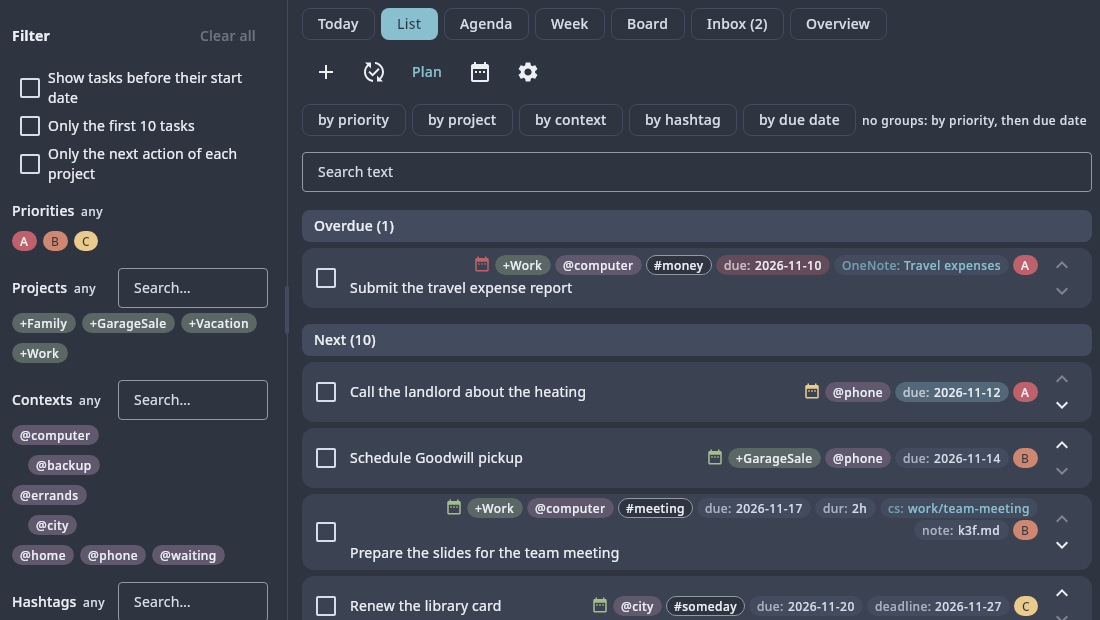 Filter
Clear all
Show tasks before their start
date
Only the first 10 tasks
Only the next action of each
project
Priorities any
A B C
Projects any Search...
+Family +GarageSale +Vacation
+Work
Contexts any Search...
@computer
@backup
@errands
@city
@home @phone @waiting
Hashtags any Search...
Today List Agenda Week Board Inbox (2) Overview
Plan
by priority by project by context by hashtag by due date no groups: by priority, then due date
Search text
Overdue (1)
+Work @computer #money due: 2026-11-10 OneNote: Travel expenses A
Submit the travel expense report
Next (10)
Call the landlord about the heating @phone due: 2026-11-12 A
Schedule Goodwill pickup +GarageSale @phone due: 2026-11-14 B
+Work @computer #meeting due: 2026-11-17 dur: 2h cs: work/team-meeting
note: k3f.md B
Prepare the slides for the team meeting
Renew the library card @city #someday due: 2026-11-20 deadline: 2026-11-27 C